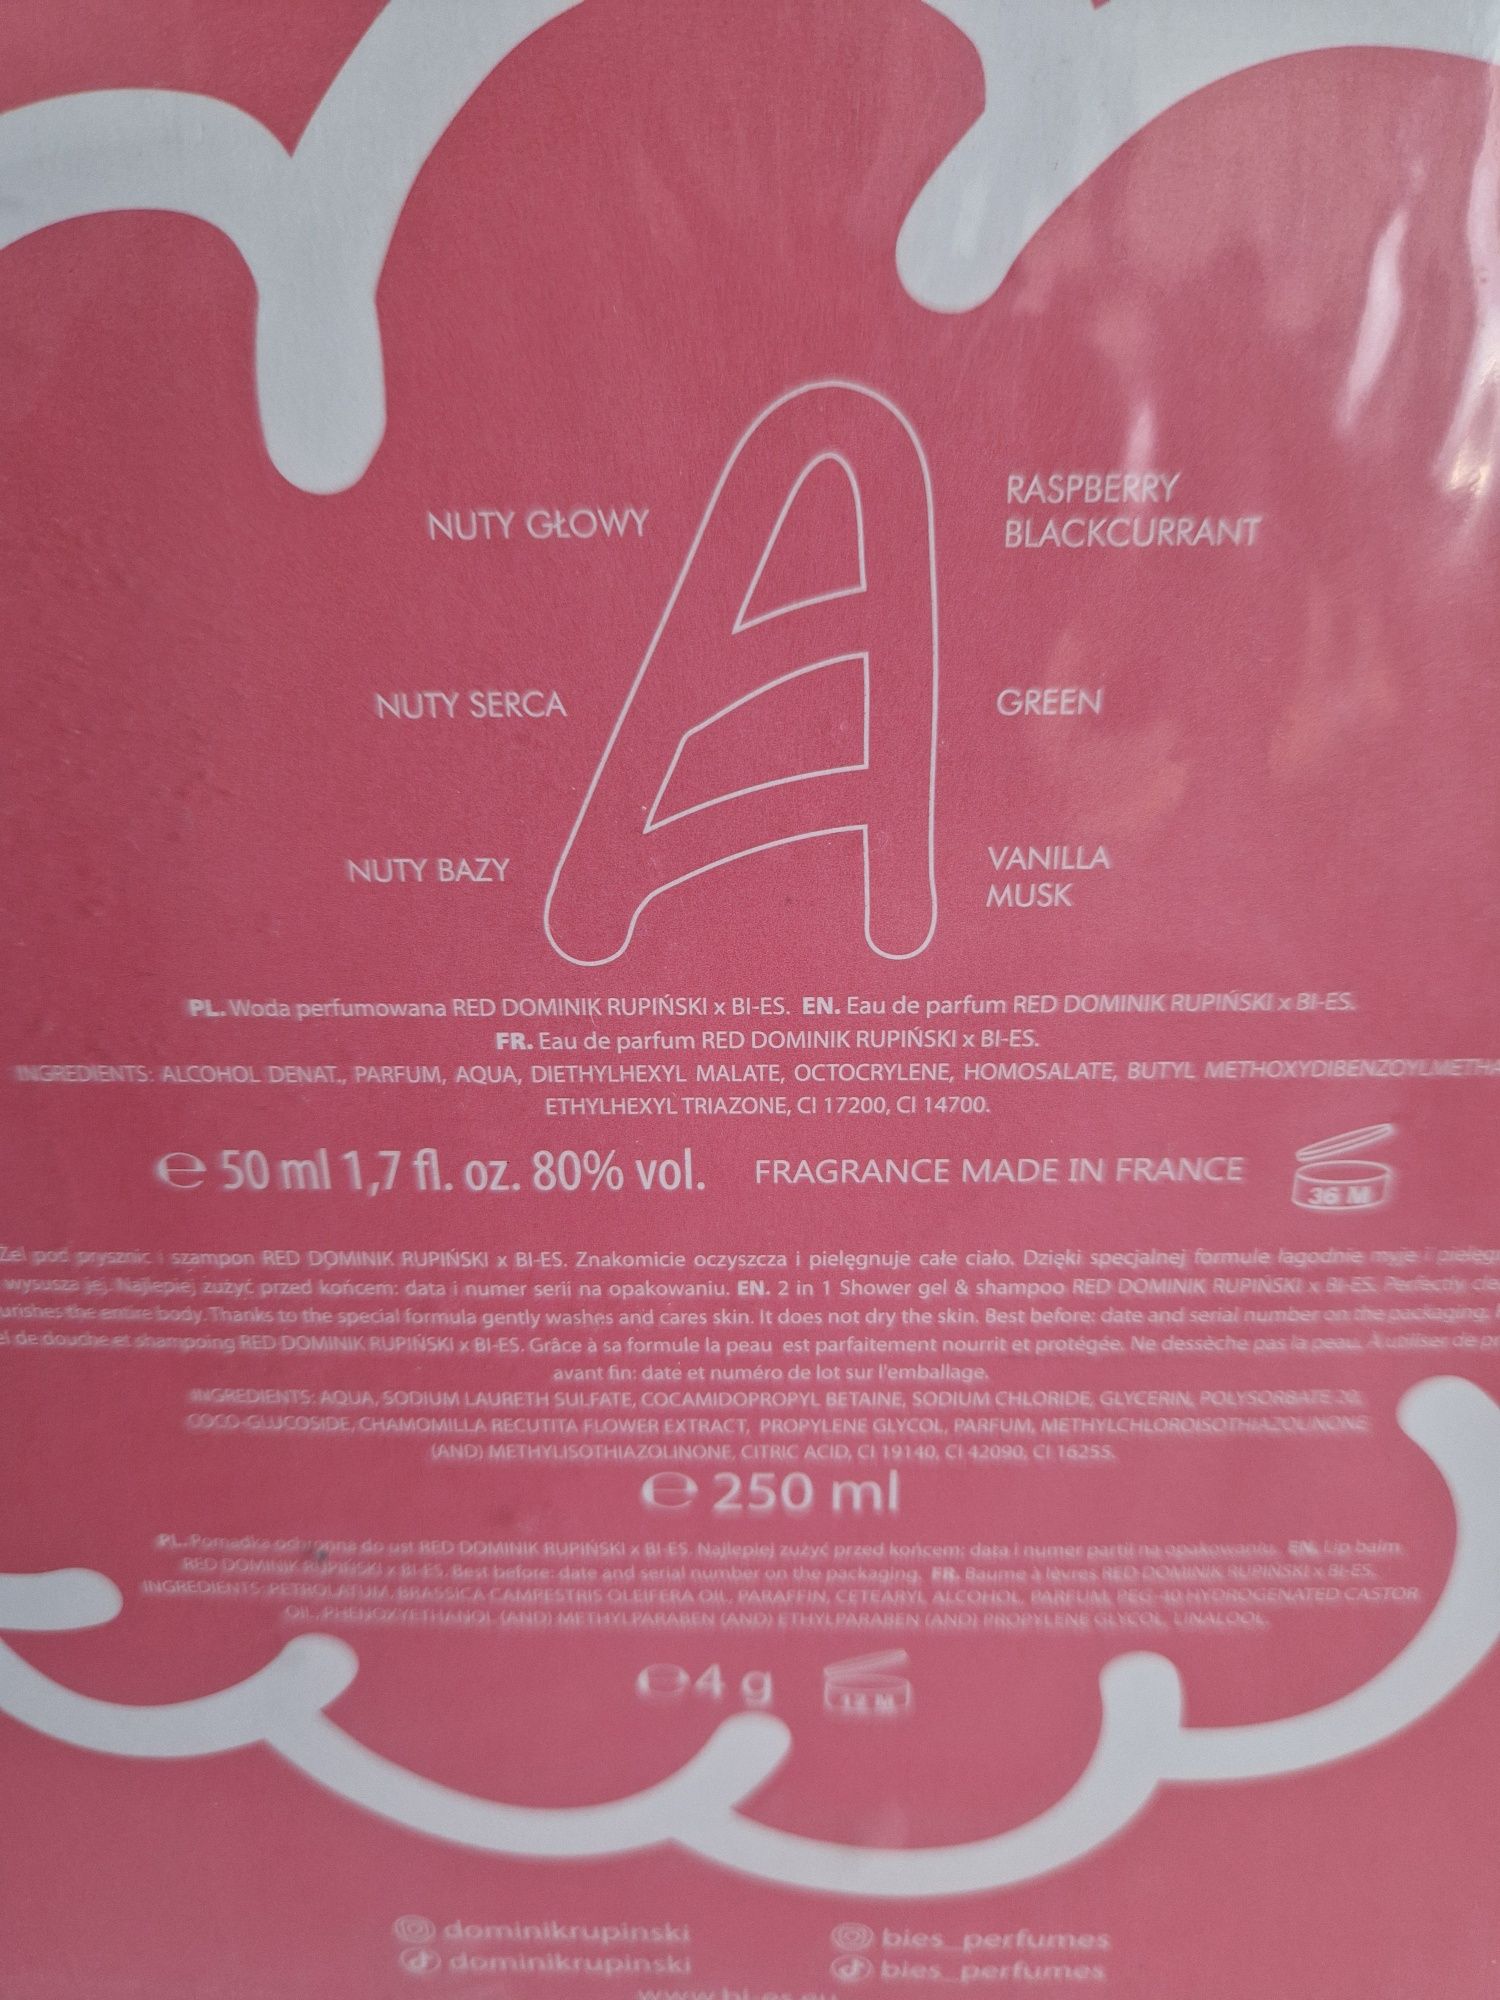 NUTY GŁOWY
RASPBERRY
BLACKCURRANT
NUTY SERCA
GREEN
NUTY BAZY
VANILLA
MUSK
PL. Woda perfumowana RED DOMINIK RUPIŃSKI x BI-ES. EN. Eau de parfum RED DOMINIK RUPIŃSKI x BI-ES.
FR. Eau de parfum RED DOMINIK RUPIŃSKI x BI-ES.
INGREDIENTS: ALCOHOL DENAT., PARFUM, AQUA, DIETHYLHEXYL MALATE, OCTOCRYLENE, HOMOSALATE, BUTYL METHOXYDIBENZOYLMETHA
ETHYLHEXYL TRIAZONE, CI 17200, CI 14700.
℮ 50 ml 1,7 fl. oz. 80% vol.
FRAGRANCE MADE IN FRANCE
36 M
Żel pod prysznic i szampon RED DOMINIK RUPIŃSKI x BI-ES. Znakomicie oczyszcza i pielęgnuje całe ciało. Dzięki specjalnej formule łagodnie myje i pielęg
wysusza jej. Najlepiej zużyć przed końcem: data i numer serii na opakowaniu. EN. 2 in 1 Shower gel & shampoo RED DOMINIK RUPIŃSKI x BI-ES. Perfectly cle
urishes the entire body. Thanks to the special formula gently washes and cares skin. It does not dry the skin. Best before: date and serial number on the packaging.
el de douche et shampoing RED DOMINIK RUPIŃSKI x BI-ES. Grâce à sa formule la peau est parfaitement nourrit et protégée. Ne dessèche pas la peau. A utiliser de pr
avant fin: date et numéro de lot sur l'emballage.
INGREDIENTS: AQUA, SODIUM LAURETH SULFATE, COCAMIDOPROPYL BETAINE, SODIUM CHLORIDE, GLYCERIN, POLYSORBATE 20,
COCO-GLUCOSIDE, CHAMOMILLA RECUTITA FLOWER EXTRACT, PROPYLENE GLYCOL, PARFUM, METHYLCHLOROISOTHIAZOLINONE
(AND) METHYLISOTHIAZOLINONE, CITRIC ACID, CI 19140, CI 42090, CI 16255.
℮ 250 ml
PL. Pomadka ochronna do ust RED DOMINIK RUPIŃSKI x BI-ES. Najlepiej zużyć przed końcem: data i numer partii na opakowaniu. EN. Lip balm
RED DOMINIK RUPIŃSKI x BI-ES. Best before: date and serial number on the packaging. FR. Baume à lèvres RED DOMINIK RUPIŃSKI x BI-ES.
INGREDIENTS: PETROLATUM, BRASSICA CAMPESTRIS OLEIFERA OIL, PARAFFIN, CETEARYL ALCOHOL, PARFUM, PEG-40 HYDROGENATED CASTOR
OIL, PHENOXYETHANOL (AND) METHYLPARABEN (AND) ETHYLPARABEN (AND) PROPYLENE GLYCOL, LINALOOL.
℮4 g
12 M
dominikrupinski
bies_perfumes
dominikrupinski
bies_perfumes
www.bi-es.eu